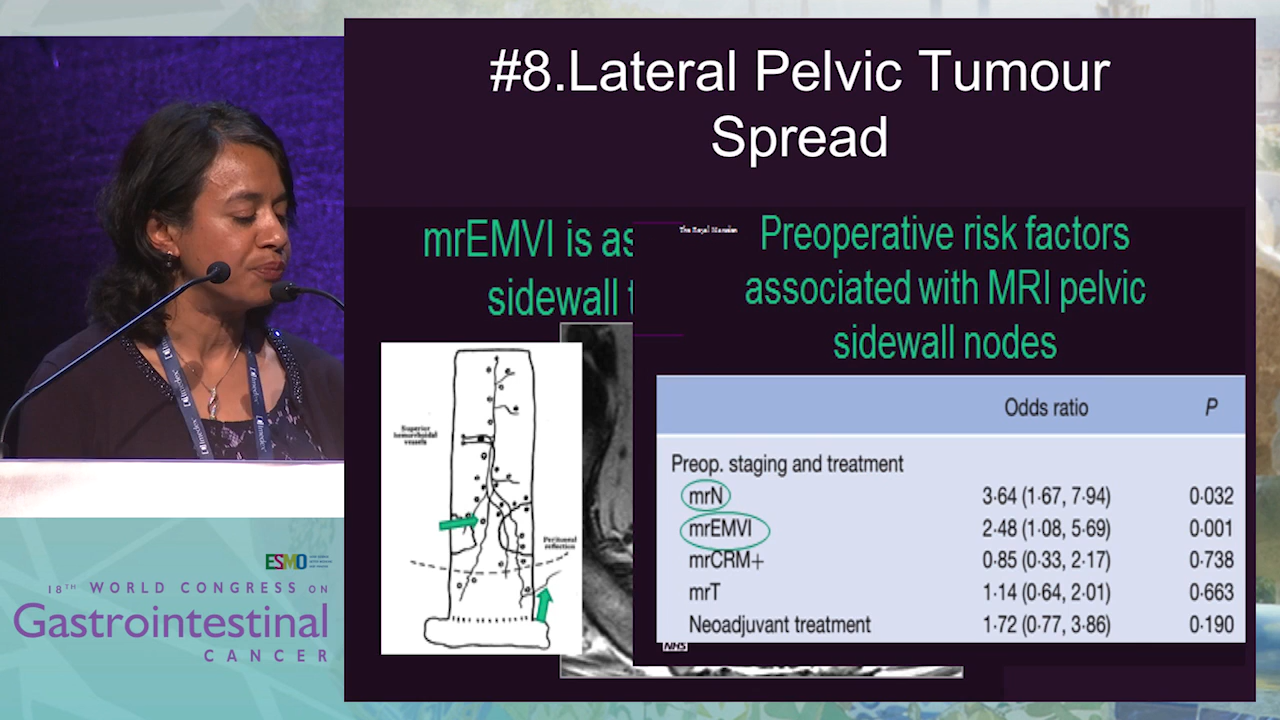 #8.Lateral Pelvic Tumour
Spread
mrEMVI is as
sidewall t
The Royal Marsden
Preoperative risk factors
associated with MRI pelvic
sidewall nodes
Superior
hemorrhoidal
vessels
Peritoneal
reflection
Odds ratio P
Preop. staging and treatment
mrN 3·64 (1·67, 7·94) 0·032
mrEMVI 2·48 (1·08, 5·69) 0·001
mrCRM+ 0·85 (0·33, 2·17) 0·738
mrT 1·14 (0·64, 2·01) 0·663
Neoadjuvant treatment 1·72 (0·77, 3·86) 0·190
NHS
ESMO
18TH WORLD CONGRESS ON
Gastrointestinal
CANCER